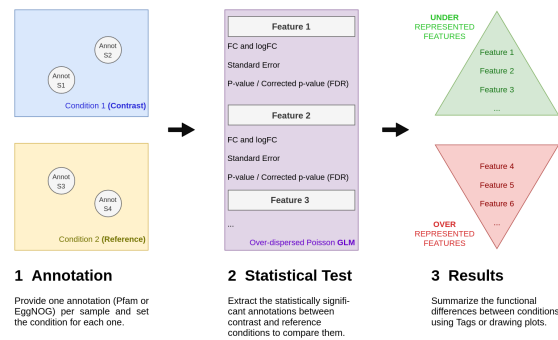 Annot
S2
Annot
S1
Condition 1 (Contrast)
Annot
S3
Annot
S4
Condition 2 (Reference)
Feature 1
FC and logFC
Standard Error
P-value / Corrected p-value (FDR)
Feature 2
FC and logFC
Standard Error
P-value / Corrected p-value (FDR)
Feature 3
...
Over-dispersed Poisson GLM
UNDER
REPRESENTED
FEATURES
Feature 1
Feature 2
Feature 3
...
Feature 4
Feature 5
Feature 6
...
OVER
REPRESENTED
FEATURES
1 Annotation
Provide one annotation (Pfam or
EggNOG) per sample and set
the condition for each one.
2 Statistical Test
Extract the statistically signifi-
cant annotations between
contrast and reference
conditions to compare them.
3 Results
Summarize the functional
differences between conditions
using Tags or drawing plots.